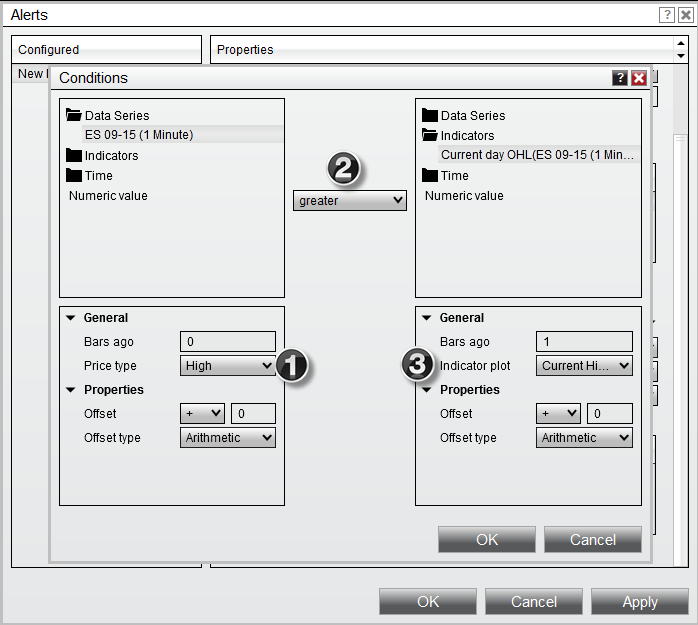 Alerts
Configured Properties
New
Conditions
Data Series Data Series
ES 09-15 (1 Minute) Indicators
Indicators Current day OHL(ES 09-15 (1 Min...
Time Time
Numeric value Numeric value
2
greater
General General
Bars ago 0 Bars ago 1
Price type High 1 3 Indicator plot Current Hi...
Properties Properties
Offset + 0 Offset + 0
Offset type Arithmetic Offset type Arithmetic
OK Cancel
OK Cancel Apply